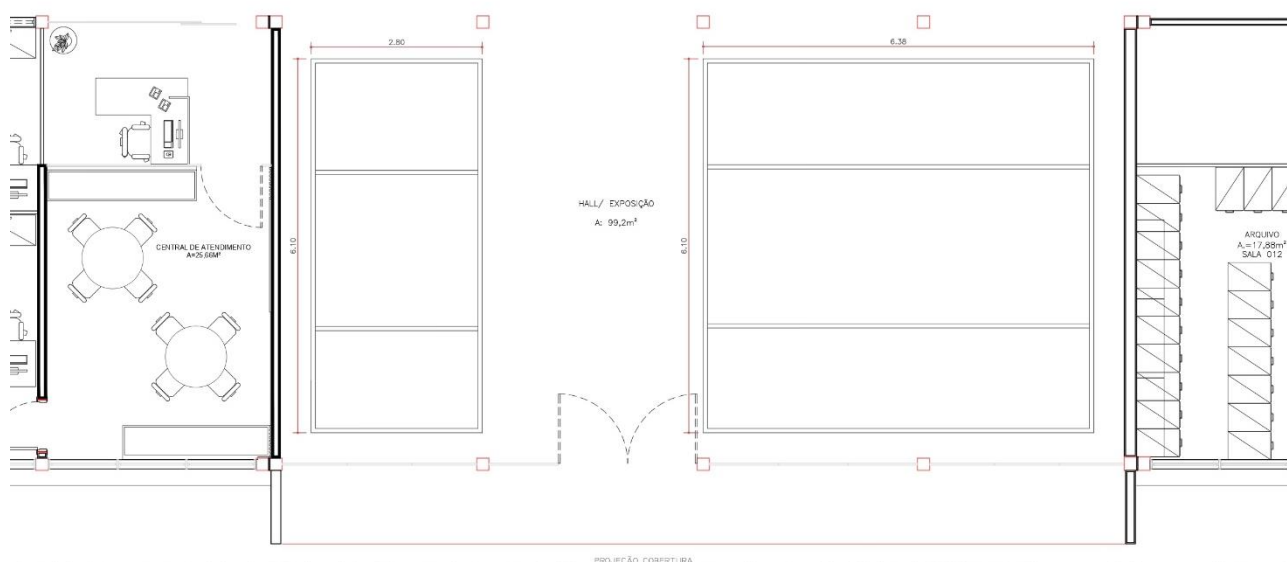 2.80
6.38
6.10
HALL/ EXPOSIÇÃO
A: 99,2m²
6.10
CENTRAL DE ATENDIMENTO
A=25,66M²
ARQUIVO
A.=17,88m²
SALA 012
PROJEÇÃO COBERTURA